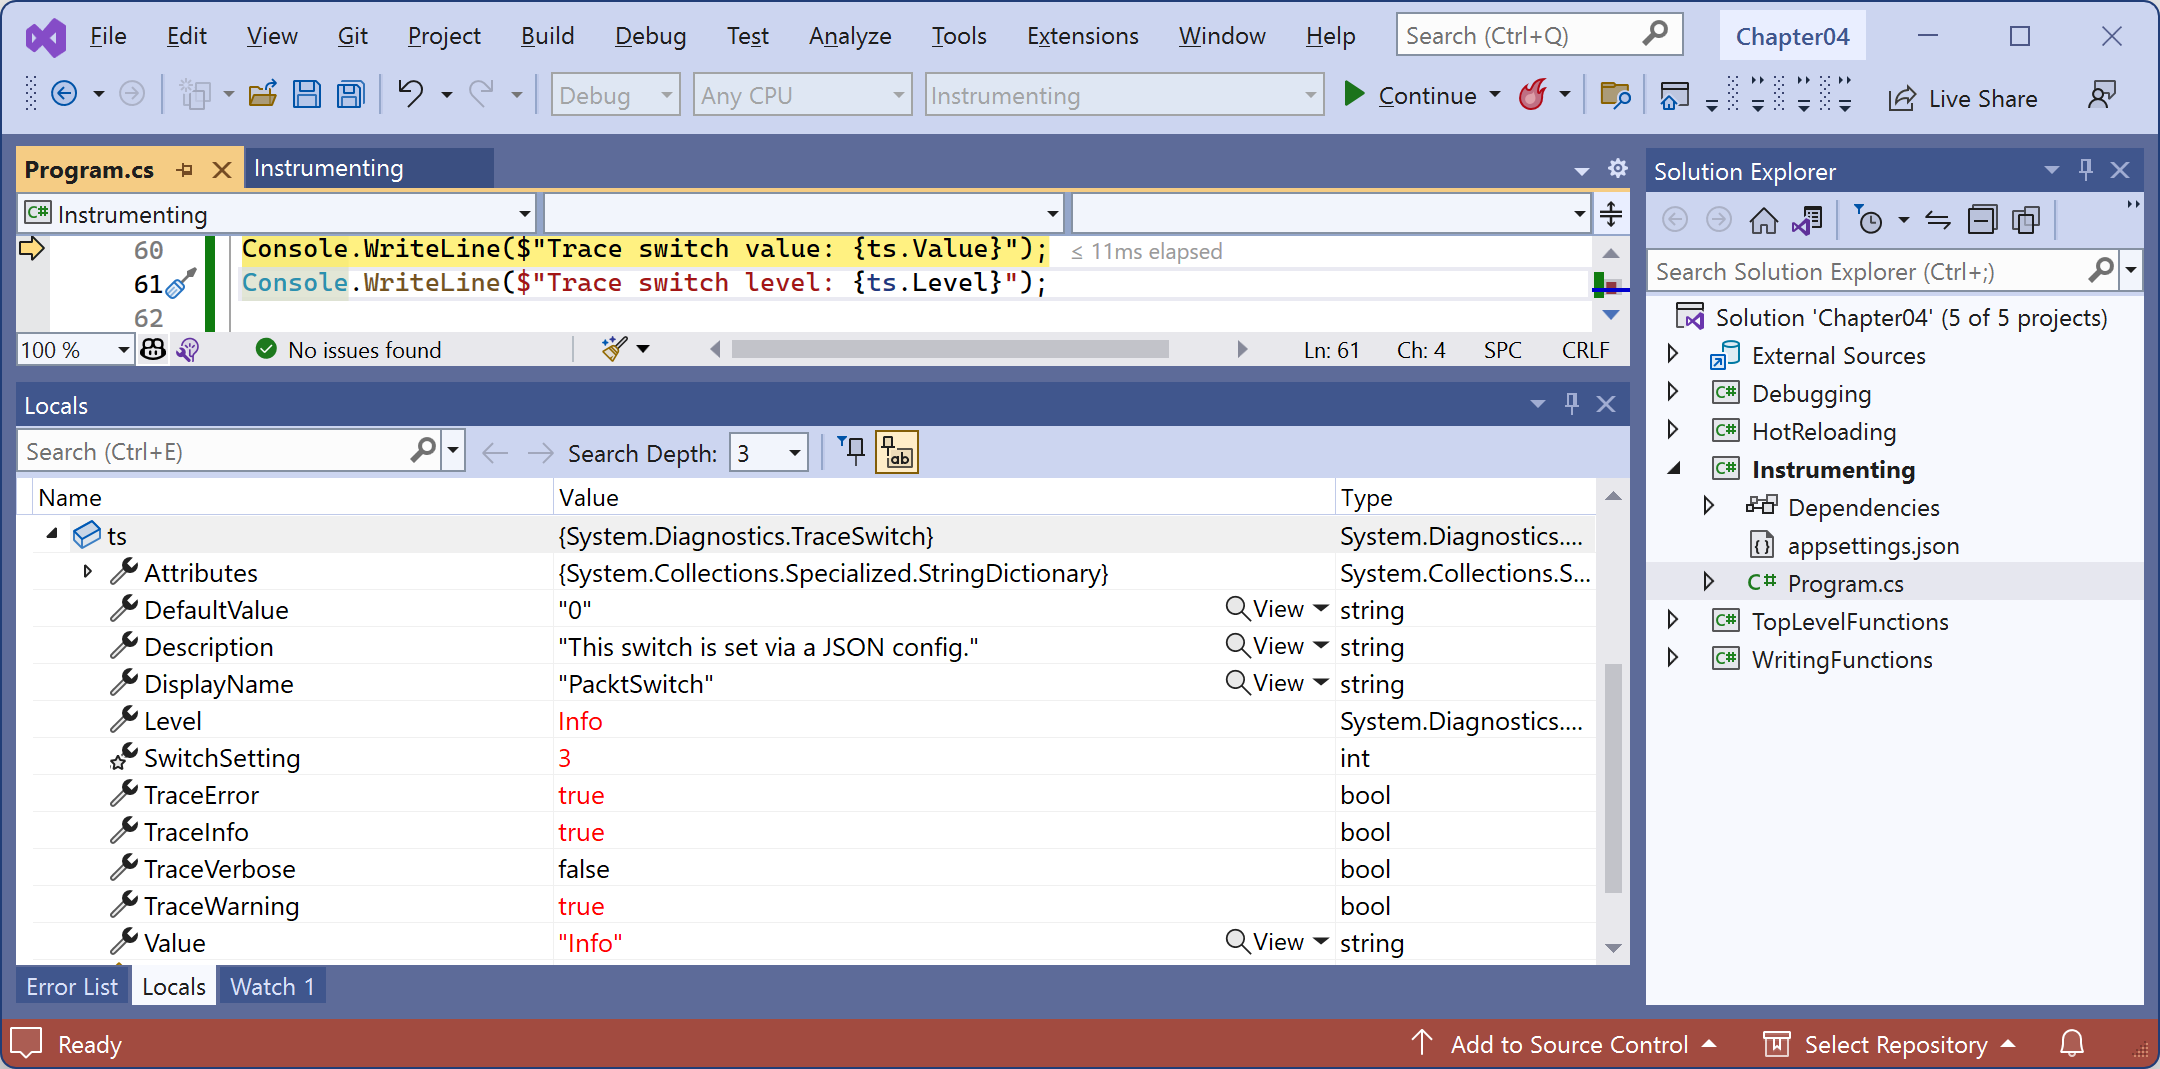 File Edit View Git Project Build Debug Test Analyze Tools Extensions Window Help Search (Ctrl+Q) Chapter04
Debug Any CPU Instrumenting Continue Live Share
Program.cs Instrumenting
C# Instrumenting
60 Console.WriteLine($"Trace switch value: {ts.Value}"); ≤ 11ms elapsed
61 Console.WriteLine($"Trace switch level: {ts.Level}");
62
100 % No issues found Ln: 61 Ch: 4 SPC CRLF
Locals
Search (Ctrl+E) Search Depth: 3 ab
Name Value Type
ts {System.Diagnostics.TraceSwitch} System.Diagnostics....
Attributes {System.Collections.Specialized.StringDictionary} System.Collections.S...
DefaultValue "0" View string
Description "This switch is set via a JSON config." View string
DisplayName "PacktSwitch" View string
Level Info System.Diagnostics....
SwitchSetting 3 int
TraceError true bool
TraceInfo true bool
TraceVerbose false bool
TraceWarning true bool
Value "Info" View string
Error List Locals Watch 1
Solution Explorer
Search Solution Explorer (Ctrl+;)
Solution 'Chapter04' (5 of 5 projects)
External Sources
C# Debugging
C# HotReloading
C# Instrumenting
Dependencies
{} appsettings.json
C# Program.cs
C# TopLevelFunctions
C# WritingFunctions
Ready Add to Source Control Select Repository